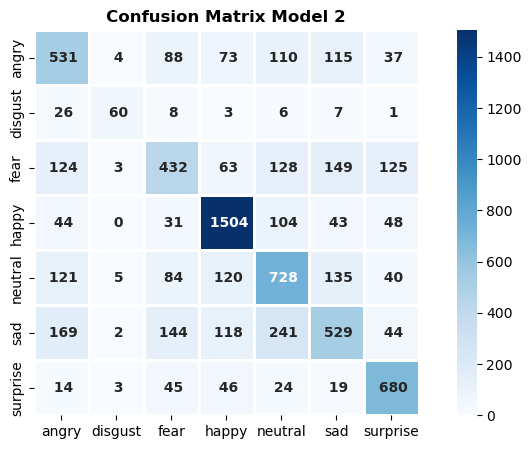 Confusion Matrix Model 2
angry 531 4 88 73 110 115 37
disgust 26 60 8 3 6 7 1
fear 124 3 432 63 128 149 125
happy 44 0 31 1504 104 43 48
neutral 121 5 84 120 728 135 40
sad 169 2 144 118 241 529 44
surprise 14 3 45 46 24 19 680
angry disgust fear happy neutral sad surprise
1400
1200
1000
800
600
400
200
0